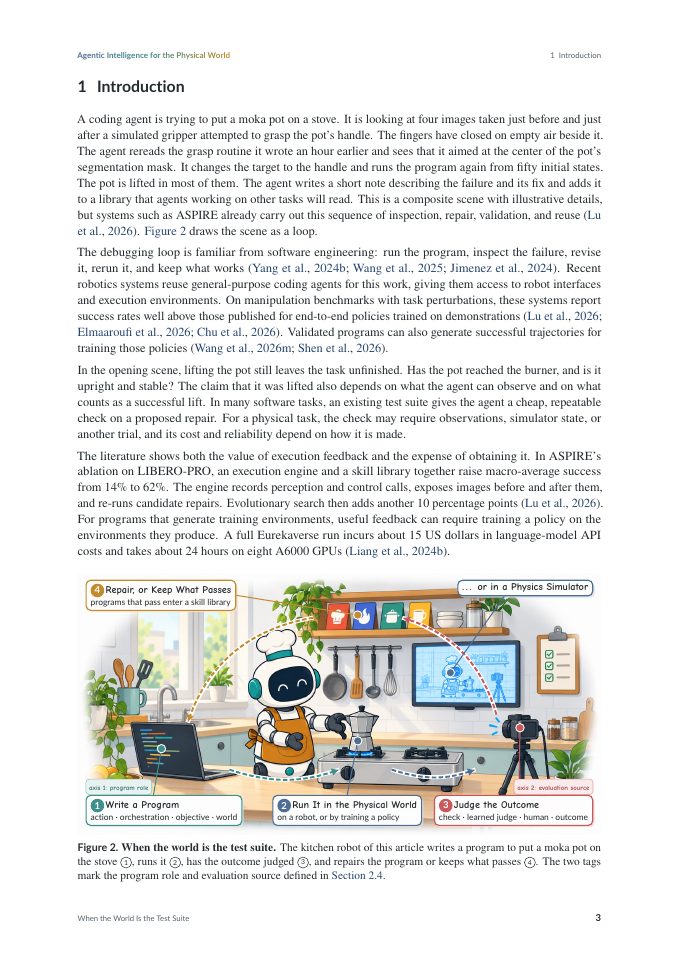 Agentic Intelligence for the Physical World
1 Introduction
1 Introduction
A coding agent is trying to put a moka pot on a stove. It is looking at four images taken just before and just
after a simulated gripper attempted to grasp the pot's handle. The fingers have closed on empty air beside it.
The agent rereads the grasp routine it wrote an hour earlier and sees that it aimed at the center of the pot's
segmentation mask. It changes the target to the handle and runs the program again from fifty initial states.
The pot is lifted in most of them. The agent writes a short note describing the failure and its fix and adds it
to a library that agents working on other tasks will read. This is a composite scene with illustrative details,
but systems such as ASPIRE already carry out this sequence of inspection, repair, validation, and reuse (Lu
et al., 2026). Figure 2 draws the scene as a loop.
The debugging loop is familiar from software engineering: run the program, inspect the failure, revise
it, rerun it, and keep what works (Yang et al., 2024b; Wang et al., 2025; Jimenez et al., 2024). Recent
robotics systems reuse general-purpose coding agents for this work, giving them access to robot interfaces
and execution environments. On manipulation benchmarks with task perturbations, these systems report
success rates well above those published for end-to-end policies trained on demonstrations (Lu et al., 2026;
Elmaaroufi et al., 2026; Chu et al., 2026). Validated programs can also generate successful trajectories for
training those policies (Wang et al., 2026m; Shen et al., 2026).
In the opening scene, lifting the pot still leaves the task unfinished. Has the pot reached the burner, and is it
upright and stable? The claim that it was lifted also depends on what the agent can observe and on what
counts as a successful lift. In many software tasks, an existing test suite gives the agent a cheap, repeatable
check on a proposed repair. For a physical task, the check may require observations, simulator state, or
another trial, and its cost and reliability depend on how it is made.
The literature shows both the value of execution feedback and the expense of obtaining it. In ASPIRE's
ablation on LIBERO-PRO, an execution engine and a skill library together raise macro-average success
from 14% to 62%. The engine records perception and control calls, exposes images before and after them,
and re-runs candidate repairs. Evolutionary search then adds another 10 percentage points (Lu et al., 2026).
For programs that generate training environments, useful feedback can require training a policy on the
environments they produce. A full Eurekaverse run incurs about 15 US dollars in language-model API
costs and takes about 24 hours on eight A6000 GPUs (Liang et al., 2024b).
4 Repair, or Keep What Passes
programs that pass enter a skill library
... or in a Physics Simulator
axis 1: program role
axis 2: evaluation source
1 Write a Program
action · orchestration · objective · world
2 Run It in the Physical World
on a robot, or by training a policy
3 Judge the Outcome
check · learned judge · human · outcome
Figure 2. When the world is the test suite. The kitchen robot of this article writes a program to put a moka pot on
the stove ①, runs it ②, has the outcome judged ③, and repairs the program or keeps what passes ④. The two tags
mark the program role and evaluation source defined in Section 2.4.
When the World Is the Test Suite
3